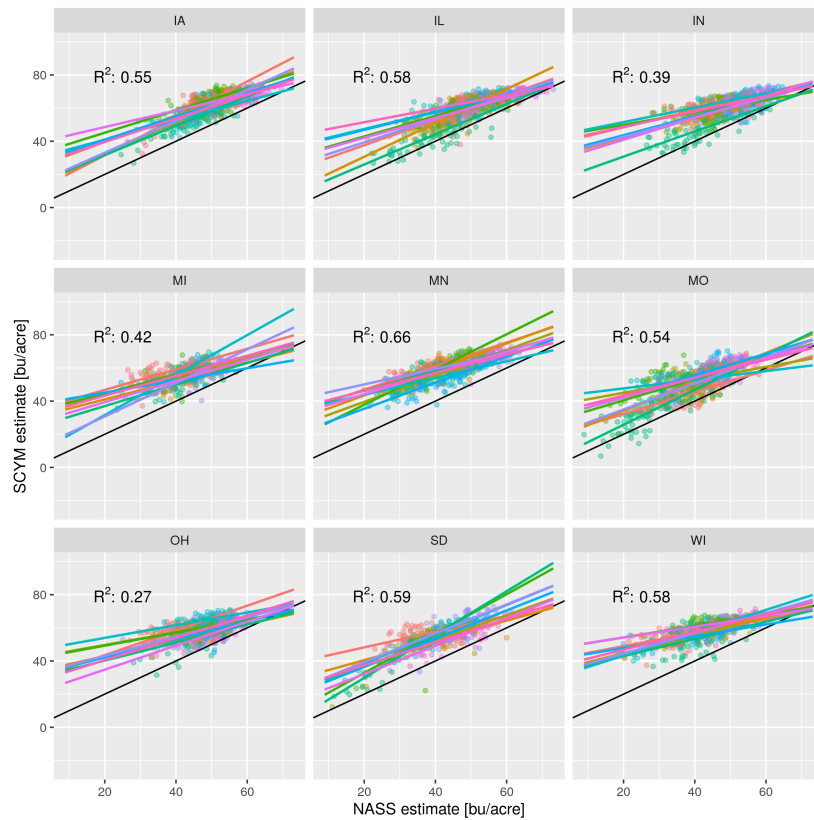 IA IL IN
80
40
0
R²: 0.55 R²: 0.58 R²: 0.39
MI MN MO
80
40
0
R²: 0.42 R²: 0.66 R²: 0.54
SCYM estimate [bu/acre]
OH SD WI
80
40
0
R²: 0.27 R²: 0.59 R²: 0.58
20 40 60 20 40 60 20 40 60
NASS estimate [bu/acre]